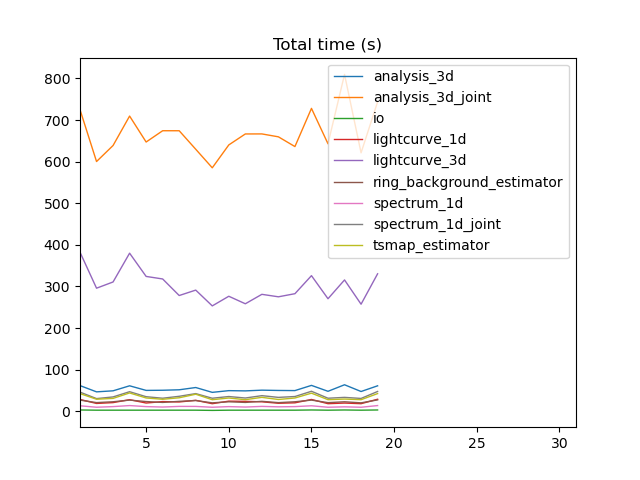 Total time (s)
800
700
600
500
400
300
200
100
0
5
10
15
20
25
30
analysis_3d
analysis_3d_joint
io
lightcurve_1d
lightcurve_3d
ring_background_estimator
spectrum_1d
spectrum_1d_joint
tsmap_estimator